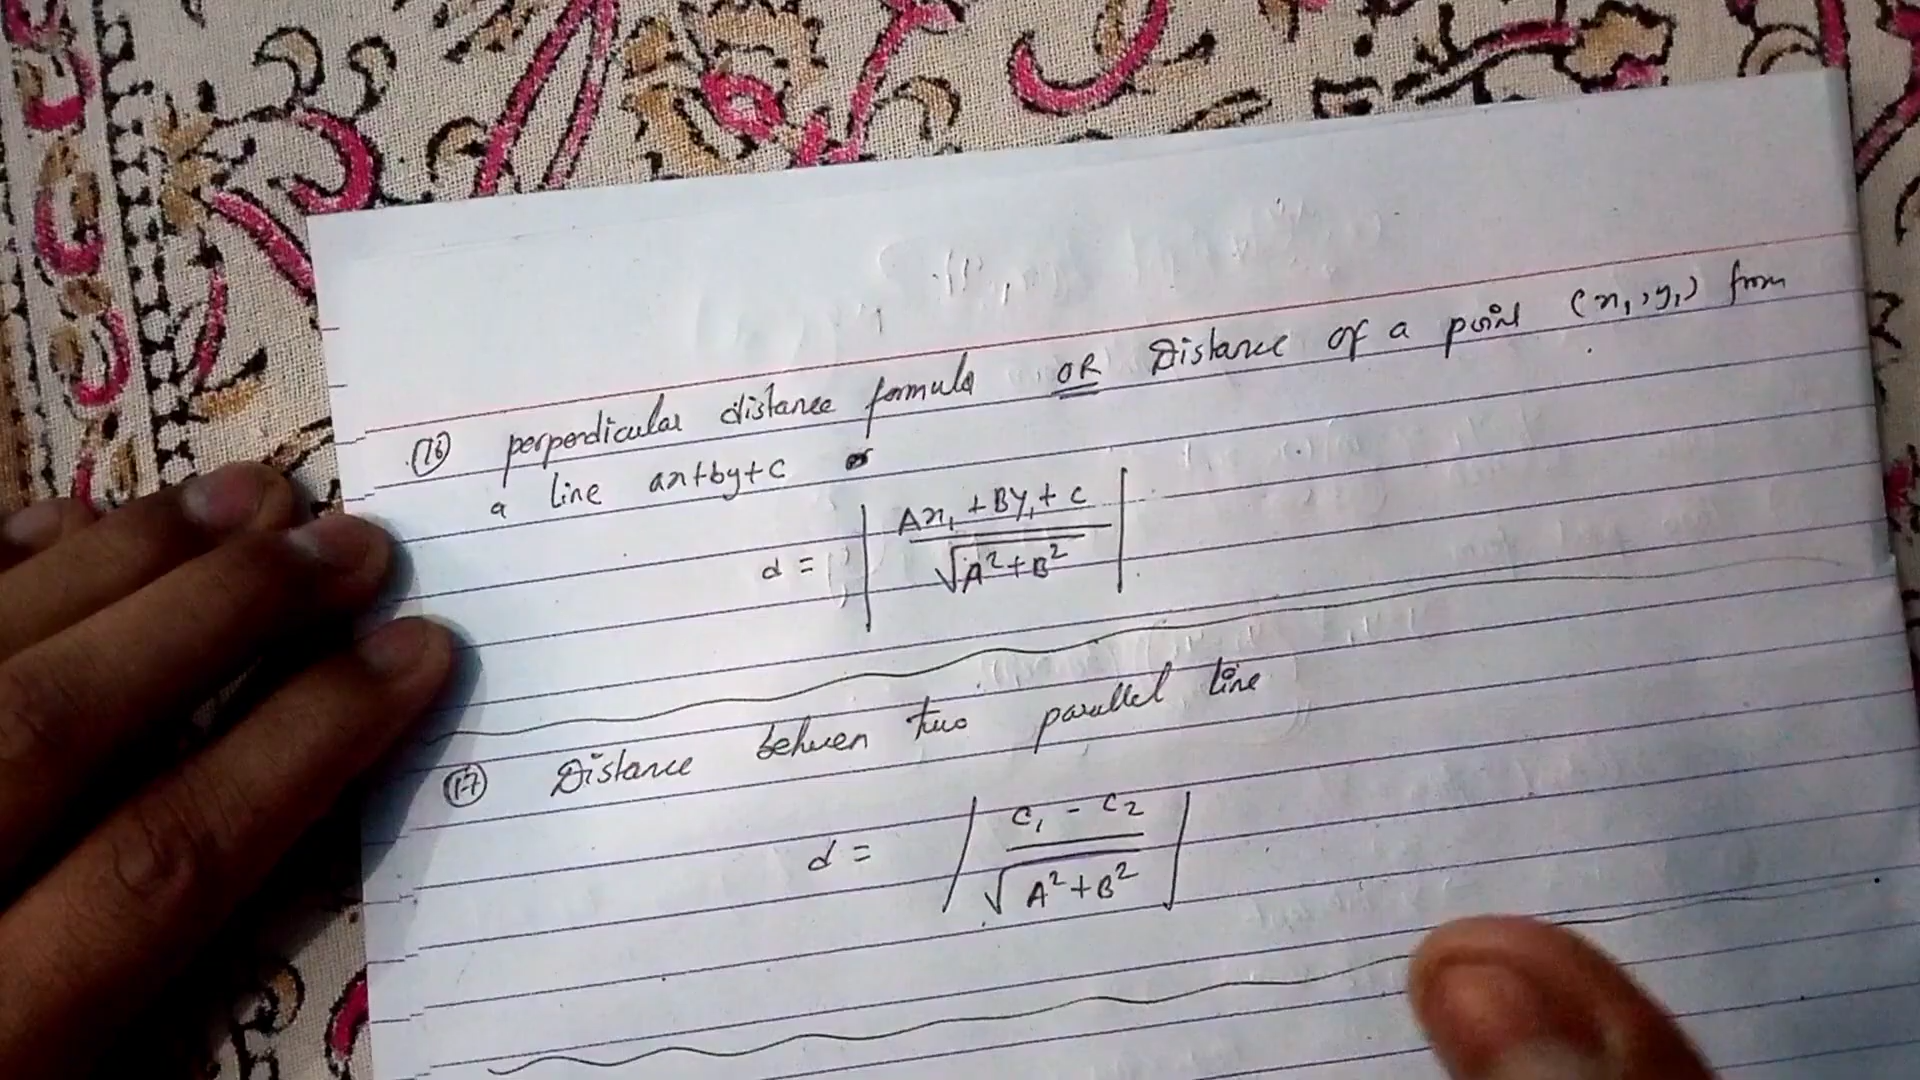 (16) perpendicular distance formula OR Distance of a point (x₁,y₁) from
a line ax+by+c
d = | Ax₁ + By₁ + C / √A²+B² |
(17) Distance between two parallel line
d = | C₁ - C₂ / √A²+B² |